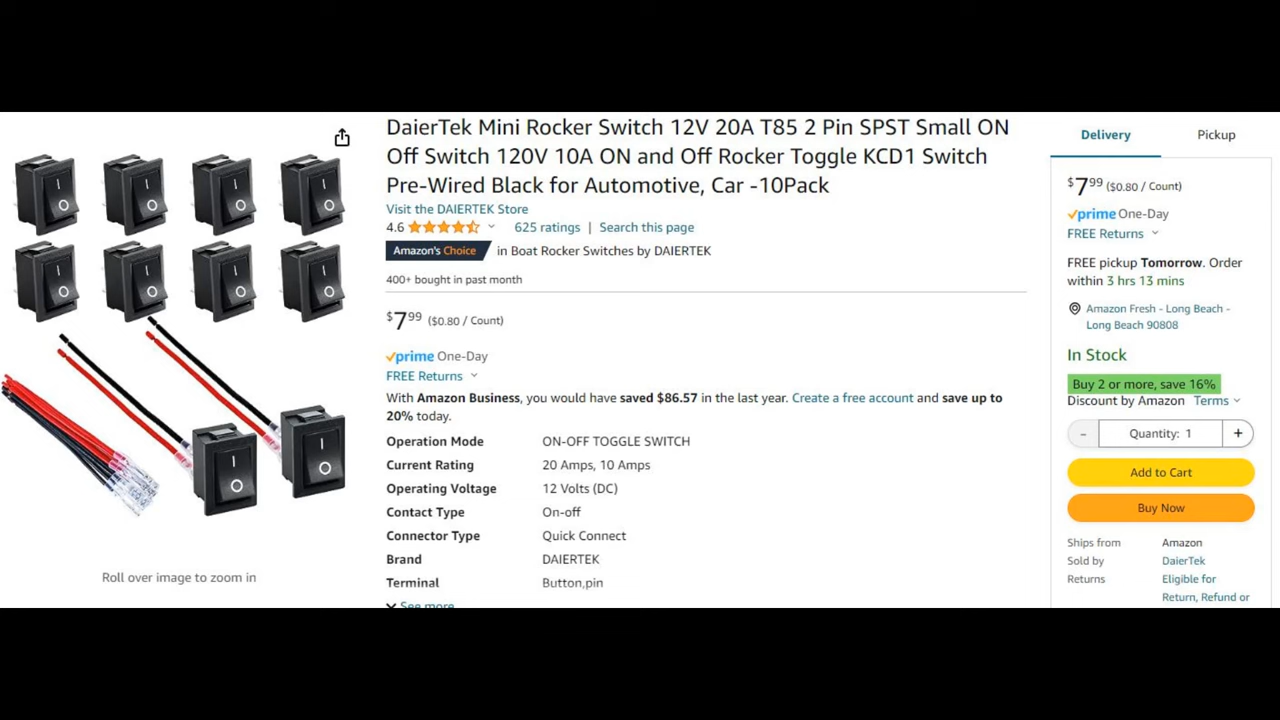 DaierTek Mini Rocker Switch 12V 20A T85 2 Pin SPST Small ON
Off Switch 120V 10A ON and Off Rocker Toggle KCD1 Switch
Pre-Wired Black for Automotive, Car -10Pack
Visit the DAIERTEK Store
4.6 625 ratings | Search this page
Amazon's Choice in Boat Rocker Switches by DAIERTEK
400+ bought in past month
$7.99 ($0.80 / Count)
prime One-Day
FREE Returns
With Amazon Business, you would have saved $86.57 in the last year. Create a free account and save up to
20% today.
Operation Mode ON-OFF TOGGLE SWITCH
Current Rating 20 Amps, 10 Amps
Operating Voltage 12 Volts (DC)
Contact Type On-off
Connector Type Quick Connect
Brand DAIERTEK
Terminal Button,pin
See more
Roll over image to zoom in
Delivery Pickup
$7.99 ($0.80 / Count)
prime One-Day
FREE Returns
FREE pickup Tomorrow. Order
within 3 hrs 13 mins
Amazon Fresh - Long Beach -
Long Beach 90808
In Stock
Buy 2 or more, save 16%
Discount by Amazon Terms
- Quantity: 1 +
Add to Cart
Buy Now
Ships from Amazon
Sold by DaierTek
Returns Eligible for
Return, Refund or